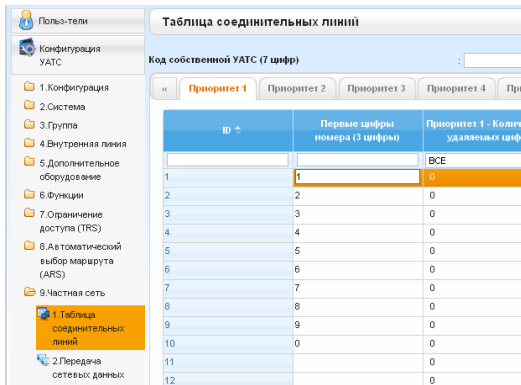 Польз-тели
Таблица соединительных линий
Конфигурация
УАТС
Код собственной УАТС (7 цифр) :
1.Конфигурация
2.Система
3.Группа
4.Внутренняя линия
5.Дополнительное
оборудование
6.Функции
7.Ограничение
доступа (TRS)
8.Автоматический
выбор маршрута
(ARS)
9.Частная сеть
1.Таблица
соединительных
линий
2.Передача
сетевых данных
« Приоритет 1 Приоритет 2 Приоритет 3 Приоритет 4 При
ID Первые цифры
номера (3 цифры)
Приоритет 1 - Колич
удаляемых циф
ВСЕ
1 1 0
2 2 0
3 3 0
4 4 0
5 5 0
6 6 0
7 7 0
8 8 0
9 9 0
10 0 0
11 0
12 0